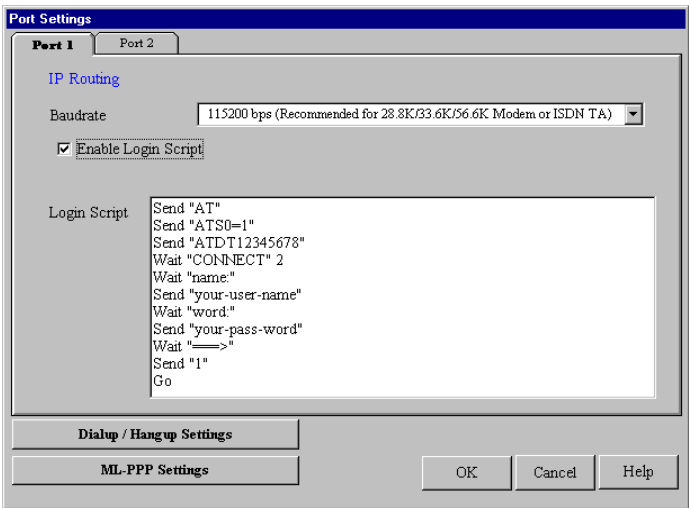 Port Settings
Port 1
Port 2
IP Routing
Baudrate
115200 bps (Recommended for 28.8K/33.6K/56.6K Modem or ISDN TA)
Enable Login Script
Login Script
Send "AT"
Send "ATS0=1"
Send "ATDT12345678"
Wait "CONNECT" 2
Wait "name:"
Send "your-user-name"
Wait "word:"
Send "your-pass-word"
Wait "===>"
Send "1"
Go
Dialup / Hangup Settings
ML-PPP Settings
OK
Cancel
Help